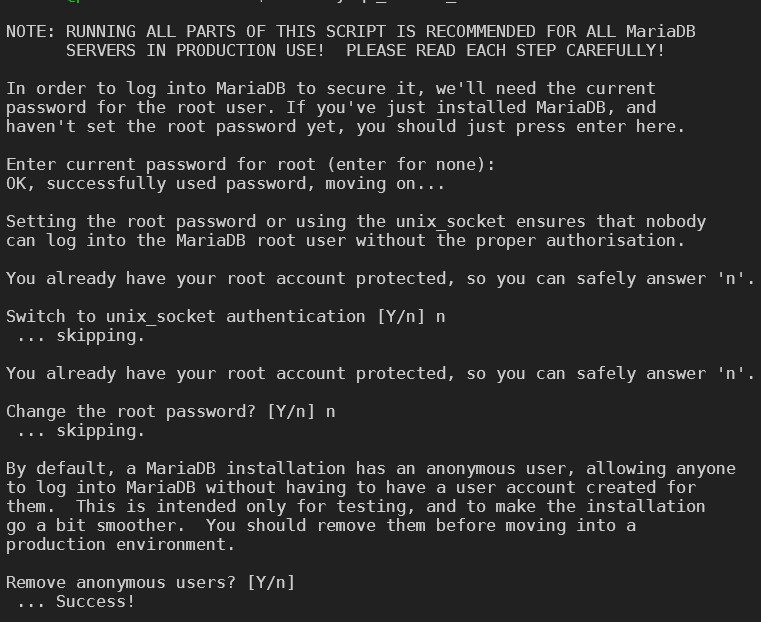 NOTE: RUNNING ALL PARTS OF THIS SCRIPT IS RECOMMENDED FOR ALL MariaDB
      SERVERS IN PRODUCTION USE!  PLEASE READ EACH STEP CAREFULLY!

In order to log into MariaDB to secure it, we'll need the current
password for the root user. If you've just installed MariaDB, and
haven't set the root password yet, you should just press enter here.

Enter current password for root (enter for none):
OK, successfully used password, moving on...

Setting the root password or using the unix_socket ensures that nobody
can log into the MariaDB root user without the proper authorisation.

You already have your root account protected, so you can safely answer 'n'.

Switch to unix_socket authentication [Y/n] n
 ... skipping.

You already have your root account protected, so you can safely answer 'n'.

Change the root password? [Y/n] n
 ... skipping.

By default, a MariaDB installation has an anonymous user, allowing anyone
to log into MariaDB without having to have a user account created for
them.  This is intended only for testing, and to make the installation
go a bit smoother.  You should remove them before moving into a
production environment.

Remove anonymous users? [Y/n]
 ... Success!